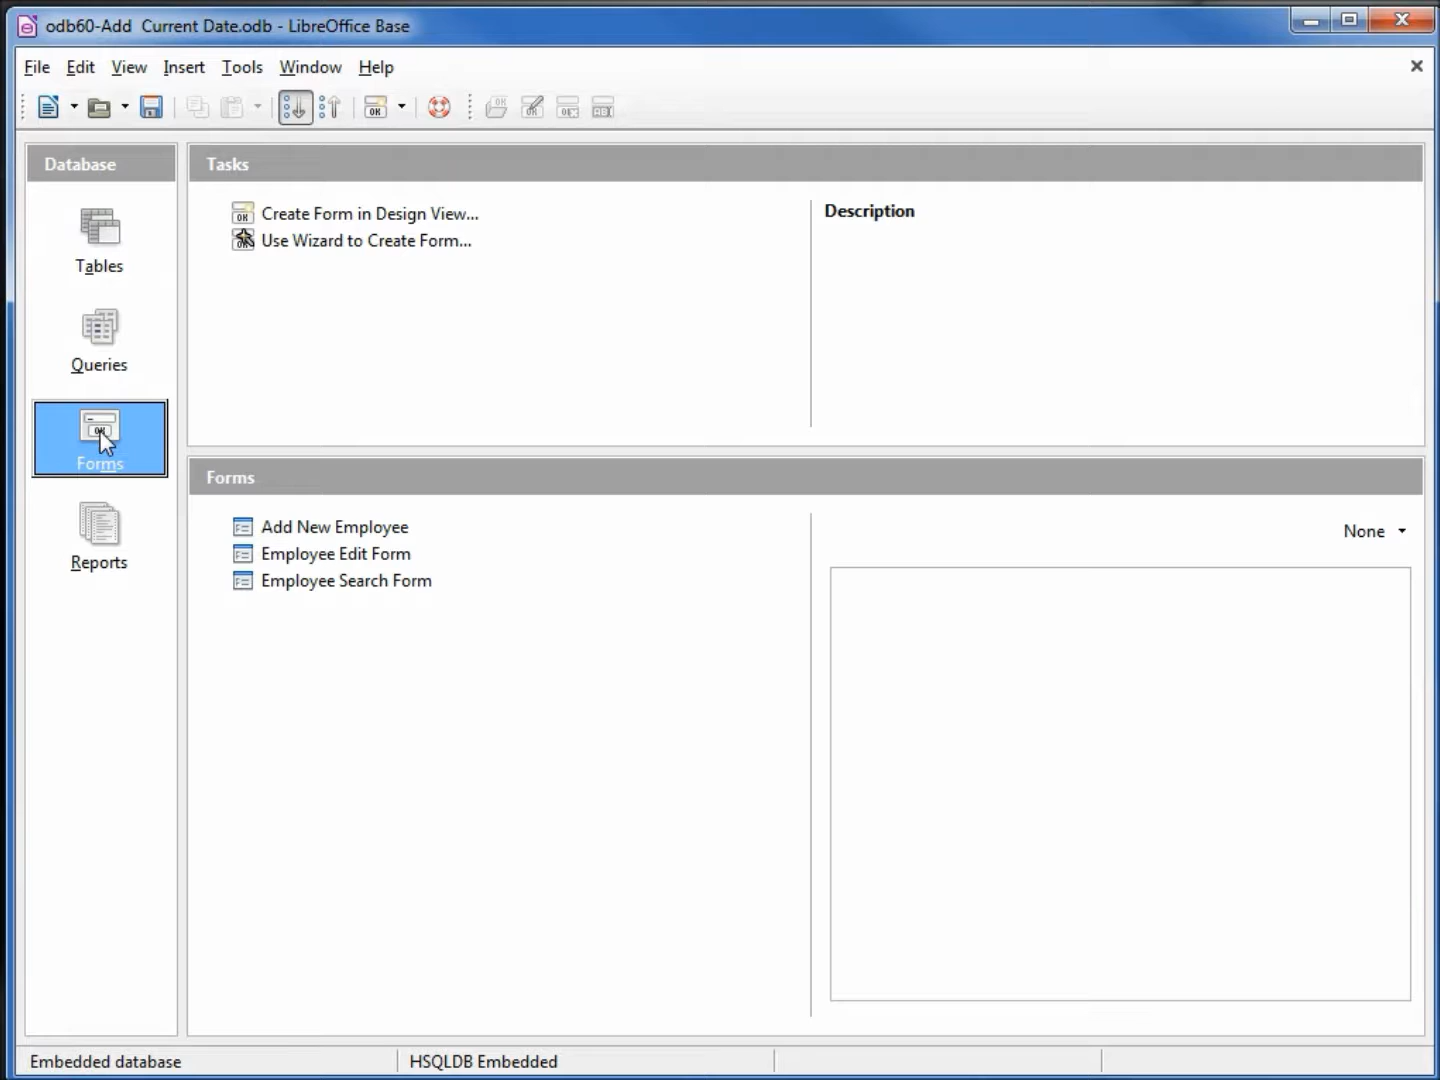 odb60-Add  Current Date.odb - LibreOffice Base
File Edit View Insert Tools Window Help
Database
Tables
Queries
Forms
Reports
Tasks
Create Form in Design View...
Use Wizard to Create Form...
Description
Forms
Add New Employee
Employee Edit Form
Employee Search Form
None
Embedded database
HSQLDB Embedded